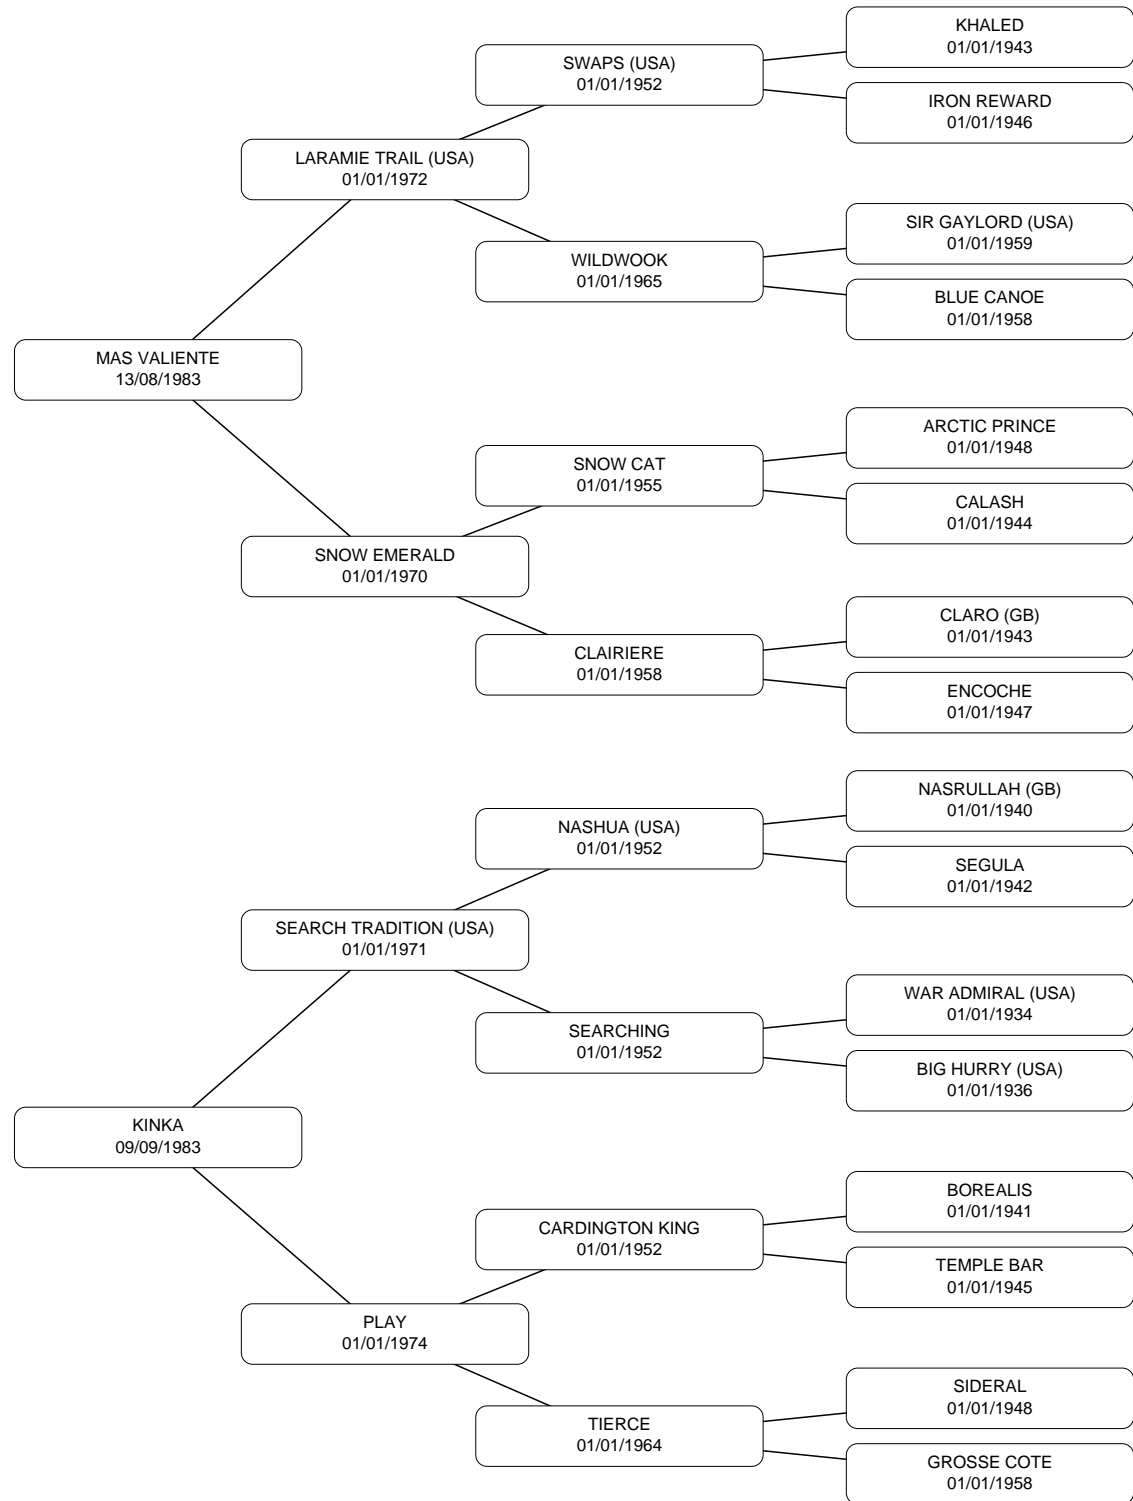 KHALED
01/01/1943
SWAPS (USA)
01/01/1952
IRON REWARD
01/01/1946
LARAMIE TRAIL (USA)
01/01/1972
SIR GAYLORD (USA)
01/01/1959
WILDWOOK
01/01/1965
BLUE CANOE
01/01/1958
MAS VALIENTE
13/08/1983
ARCTIC PRINCE
01/01/1948
SNOW CAT
01/01/1955
CALASH
01/01/1944
SNOW EMERALD
01/01/1970
CLARO (GB)
01/01/1943
CLAIRIERE
01/01/1958
ENCOCHE
01/01/1947
NASRULLAH (GB)
01/01/1940
NASHUA (USA)
01/01/1952
SEGULA
01/01/1942
SEARCH TRADITION (USA)
01/01/1971
WAR ADMIRAL (USA)
01/01/1934
SEARCHING
01/01/1952
BIG HURRY (USA)
01/01/1936
KINKA
09/09/1983
BOREALIS
01/01/1941
CARDINGTON KING
01/01/1952
TEMPLE BAR
01/01/1945
PLAY
01/01/1974
SIDERAL
01/01/1948
TIERCE
01/01/1964
GROSSE COTE
01/01/1958